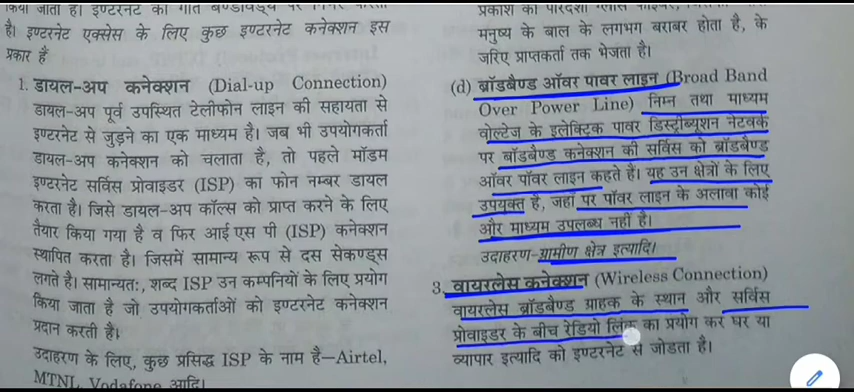 किया जाता है। इण्टरनेट की गति बैण्डविड्थ पर
है। इण्टरनेट एक्सेस के लिए कुछ इण्टरनेट कनेक्शन इस
प्रकार हैं
1. डायल-अप कनेक्शन (Dial-up Connection)
डायल-अप पूर्व उपस्थित टेलीफोन लाइन की सहायता से
इण्टरनेट से जुड़ने का एक माध्यम है। जब भी उपयोगकर्ता
डायल-अप कनेक्शन को चलाता है, तो पहले मॉडम
इण्टरनेट सर्विस प्रोवाइडर (ISP) का फोन नम्बर डायल
करता है। जिसे डायल-अप कॉल्स को प्राप्त करने के लिए
तैयार किया गया है व फिर आई एस पी (ISP) कनेक्शन
स्थापित करता है। जिसमें सामान्य रूप से दस सेकण्ड्स
लगते है। सामान्यतः, शब्द ISP उन कम्पनियों के लिए प्रयोग
किया जाता है जो उपयोगकर्ताओं को इण्टरनेट कनेक्शन
प्रदान करती है।
उदाहरण के लिए, कुछ प्रसिद्ध ISP के नाम है—Airtel,
MTNL, Vodafone आदि।
प्रकाश को पारदर्शी ग्लास
मनुष्य के बाल के लगभग बराबर होता है, के
जरिए प्राप्तकर्ता तक भेजता है।
(d) ब्रॉडबैण्ड ऑवर पावर लाइन (Broad Band
Over Power Line) निम्न तथा माध्यम
वोल्टेज के इलेक्ट्रिक पावर डिस्ट्रीब्यूशन नेटवर्क
पर ब्रॉडबैण्ड कनेक्शन की सर्विस को ब्रॉडबैण्ड
ऑवर पॉवर लाइन कहते है। यह उन क्षेत्रों के लिए
उपयुक्त है, जहाँ पर पॉवर लाइन के अलावा कोई
और माध्यम उपलब्ध नहीं है।
उदाहरण-ग्रामीण क्षेत्र इत्यादि।
3. वायरलेस कनेक्शन (Wireless Connection)
वायरलेस ब्रॉडबैण्ड ग्राहक के स्थान और सर्विस
प्रोवाइडर के बीच रेडियो लिंक का प्रयोग कर घर या
व्यापार इत्यादि को इण्टरनेट से जोडता है।